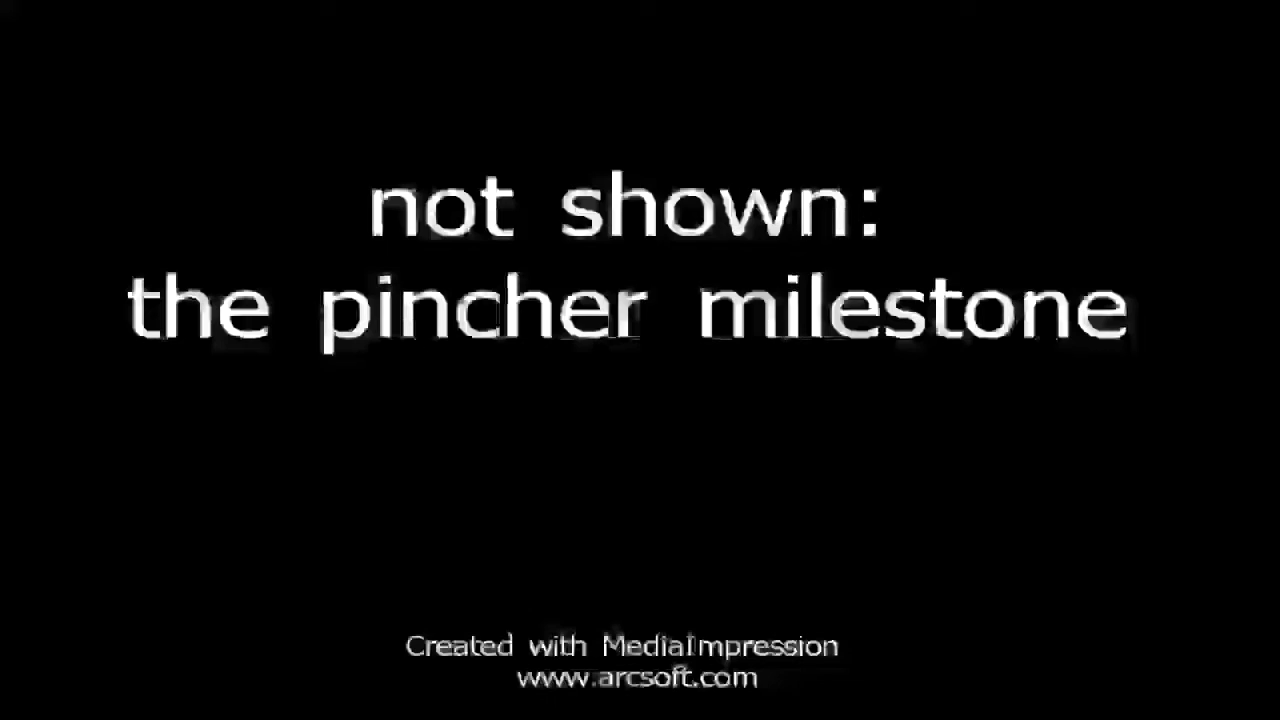 not shown:
the pincher milestone
Created with MediaImpression
www.arcsoft.com